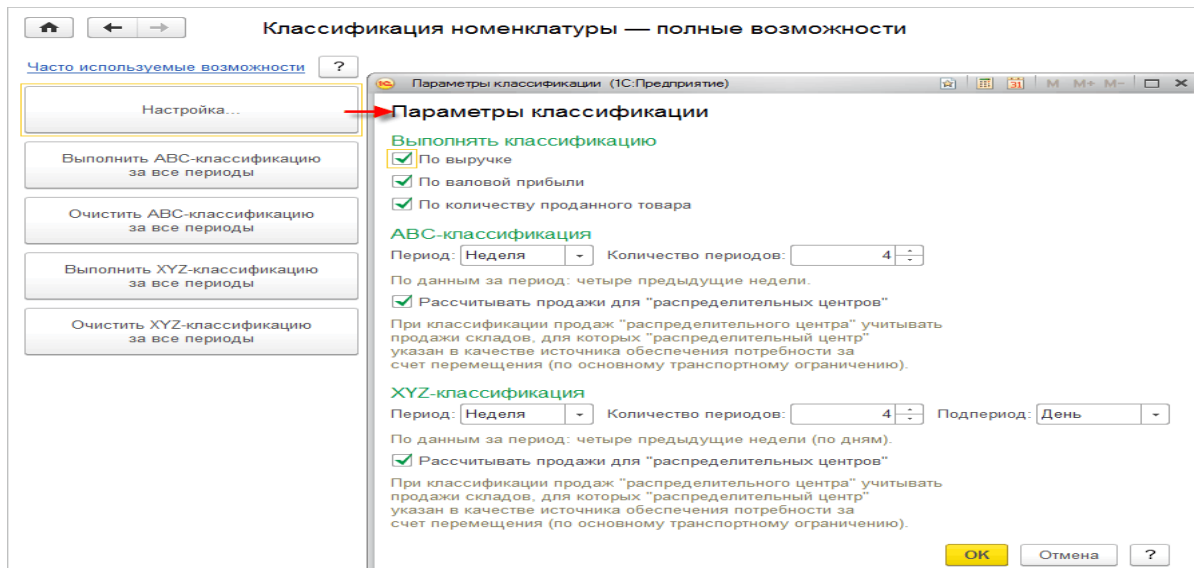 Классификация номенклатуры — полные возможности
Часто используемые возможности
?
Настройка...
Выполнить ABC-классификацию
за все периоды
Очистить ABC-классификацию
за все периоды
Выполнить XYZ-классификацию
за все периоды
Очистить XYZ-классификацию
за все периоды
1С Параметры классификации (1С:Предприятие) 31 M M+ M-
Параметры классификации
Выполнять классификацию
По выручке
По валовой прибыли
По количеству проданного товара
ABC-классификация
Период: Неделя Количество периодов: 4
По данным за период: четыре предыдущие недели.
Рассчитывать продажи для "распределительных центров"
При классификации продаж "распределительного центра" учитывать
продажи складов, для которых "распределительный центр"
указан в качестве источника обеспечения потребности за
счет перемещения (по основному транспортному ограничению).
XYZ-классификация
Период: Неделя Количество периодов: 4 Подпериод: День
По данным за период: четыре предыдущие недели (по дням).
Рассчитывать продажи для "распределительных центров"
При классификации продаж "распределительного центра" учитывать
продажи складов, для которых "распределительный центр"
указан в качестве источника обеспечения потребности за
счет перемещения (по основному транспортному ограничению).
OK Отмена ?